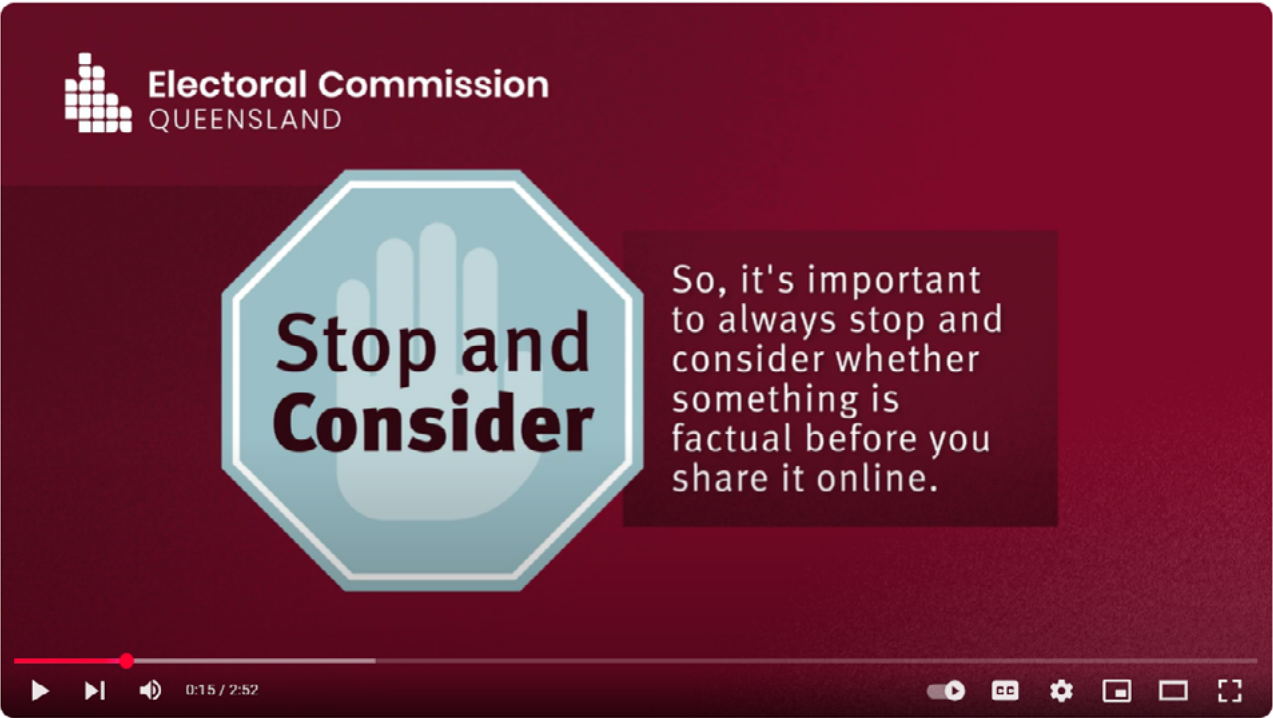 Electoral Commission
QUEENSLAND
Stop and
Consider
So, it's important
to always stop and
consider whether
something is
factual before you
share it online.
0:15 / 2:52
CC